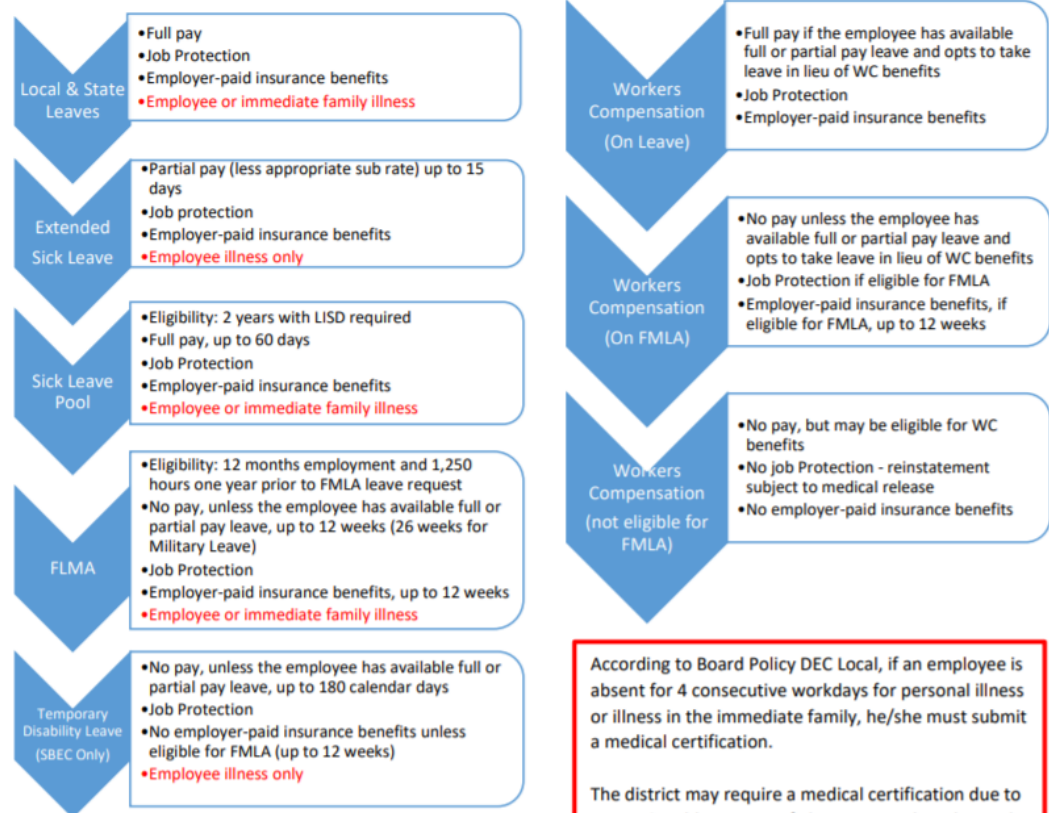 Local & State
Leaves
•Full pay
•Job Protection
•Employer-paid insurance benefits
•Employee or immediate family illness
Extended
Sick Leave
•Partial pay (less appropriate sub rate) up to 15
days
•Job protection
•Employer-paid insurance benefits
•Employee illness only
Sick Leave
Pool
•Eligibility: 2 years with LISD required
•Full pay, up to 60 days
•Job Protection
•Employer-paid insurance benefits
•Employee or immediate family illness
FLMA
•Eligibility: 12 months employment and 1,250
hours one year prior to FMLA leave request
•No pay, unless the employee has available full or
partial pay leave, up to 12 weeks (26 weeks for
Military Leave)
•Job Protection
•Employer-paid insurance benefits, up to 12 weeks
•Employee or immediate family illness
Temporary
Disability Leave
(SBEC Only)
•No pay, unless the employee has available full or
partial pay leave, up to 180 calendar days
•Job Protection
•No employer-paid insurance benefits unless
eligible for FMLA (up to 12 weeks)
•Employee illness only
Workers
Compensation
(On Leave)
•Full pay if the employee has available
full or partial pay leave and opts to take
leave in lieu of WC benefits
•Job Protection
•Employer-paid insurance benefits
Workers
Compensation
(On FMLA)
•No pay unless the employee has
available full or partial pay leave and
opts to take leave in lieu of WC benefits
•Job Protection if eligible for FMLA
•Employer-paid insurance benefits, if
eligible for FMLA, up to 12 weeks
Workers
Compensation
(not eligible for
FMLA)
•No pay, but may be eligible for WC
benefits
•No job Protection - reinstatement
subject to medical release
•No employer-paid insurance benefits
According to Board Policy DEC Local, if an employee is
absent for 4 consecutive workdays for personal illness
or illness in the immediate family, he/she must submit
a medical certification.
The district may require a medical certification due to